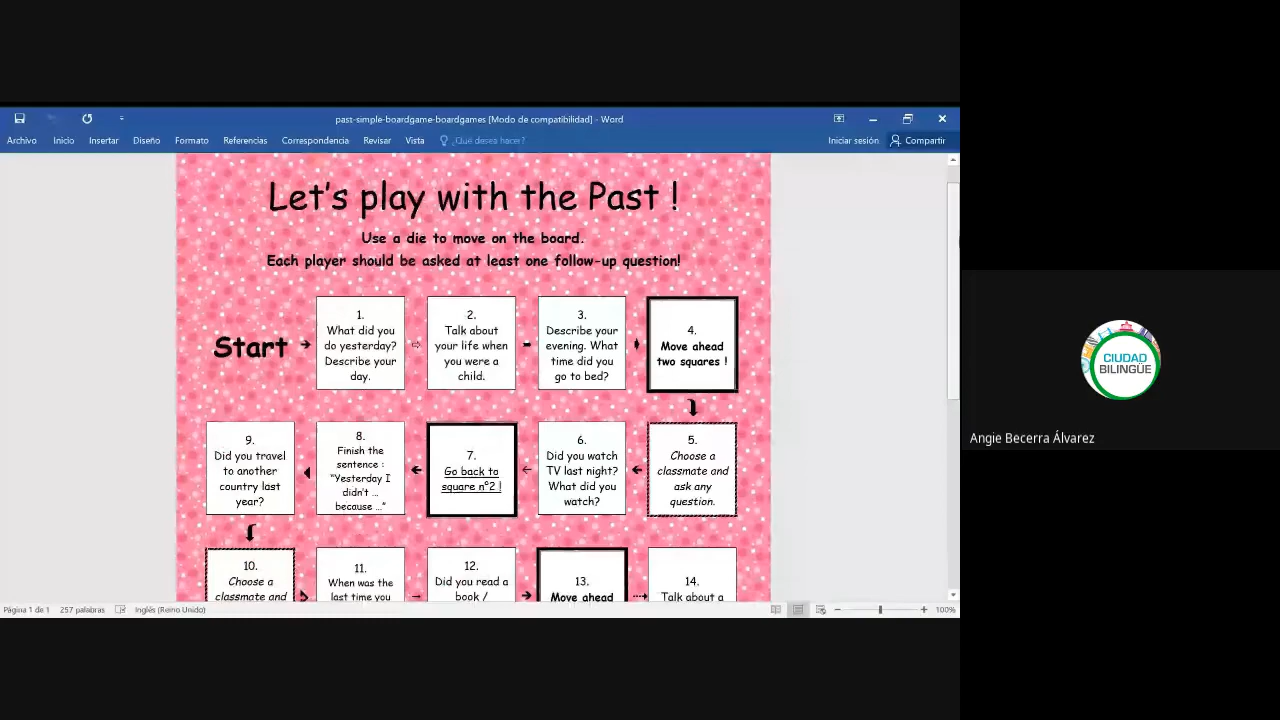 past-simple-boardgame-boardgames [Modo de compatibilidad] - Word
Archivo Inicio Insertar Diseño Formato Referencias Correspondencia Revisar Vista ¿Qué desea hacer? Iniciar sesión Compartir
Let's play with the Past !
Use a die to move on the board.
Each player should be asked at least one follow-up question!
Start
1.
What did you
do yesterday?
Describe your
day.
2.
Talk about
your life when
you were a
child.
3.
Describe your
evening. What
time did you
go to bed?
4.
Move ahead
two squares !
5.
Choose a
classmate and
ask any
question.
6.
Did you watch
TV last night?
What did you
watch?
7.
Go back to
square n°2 !
8.
Finish the
sentence :
"Yesterday I
didn't ...
because ..."
9.
Did you travel
to another
country last
year?
10.
Choose a
classmate and
11.
When was the
last time you
12.
Did you read a
book /
13.
Move ahead
14.
Talk about a
Página 1 de 1 257 palabras Inglés (Reino Unido) 100%
CIUDAD
BILINGÜE
Angie Becerra Álvarez